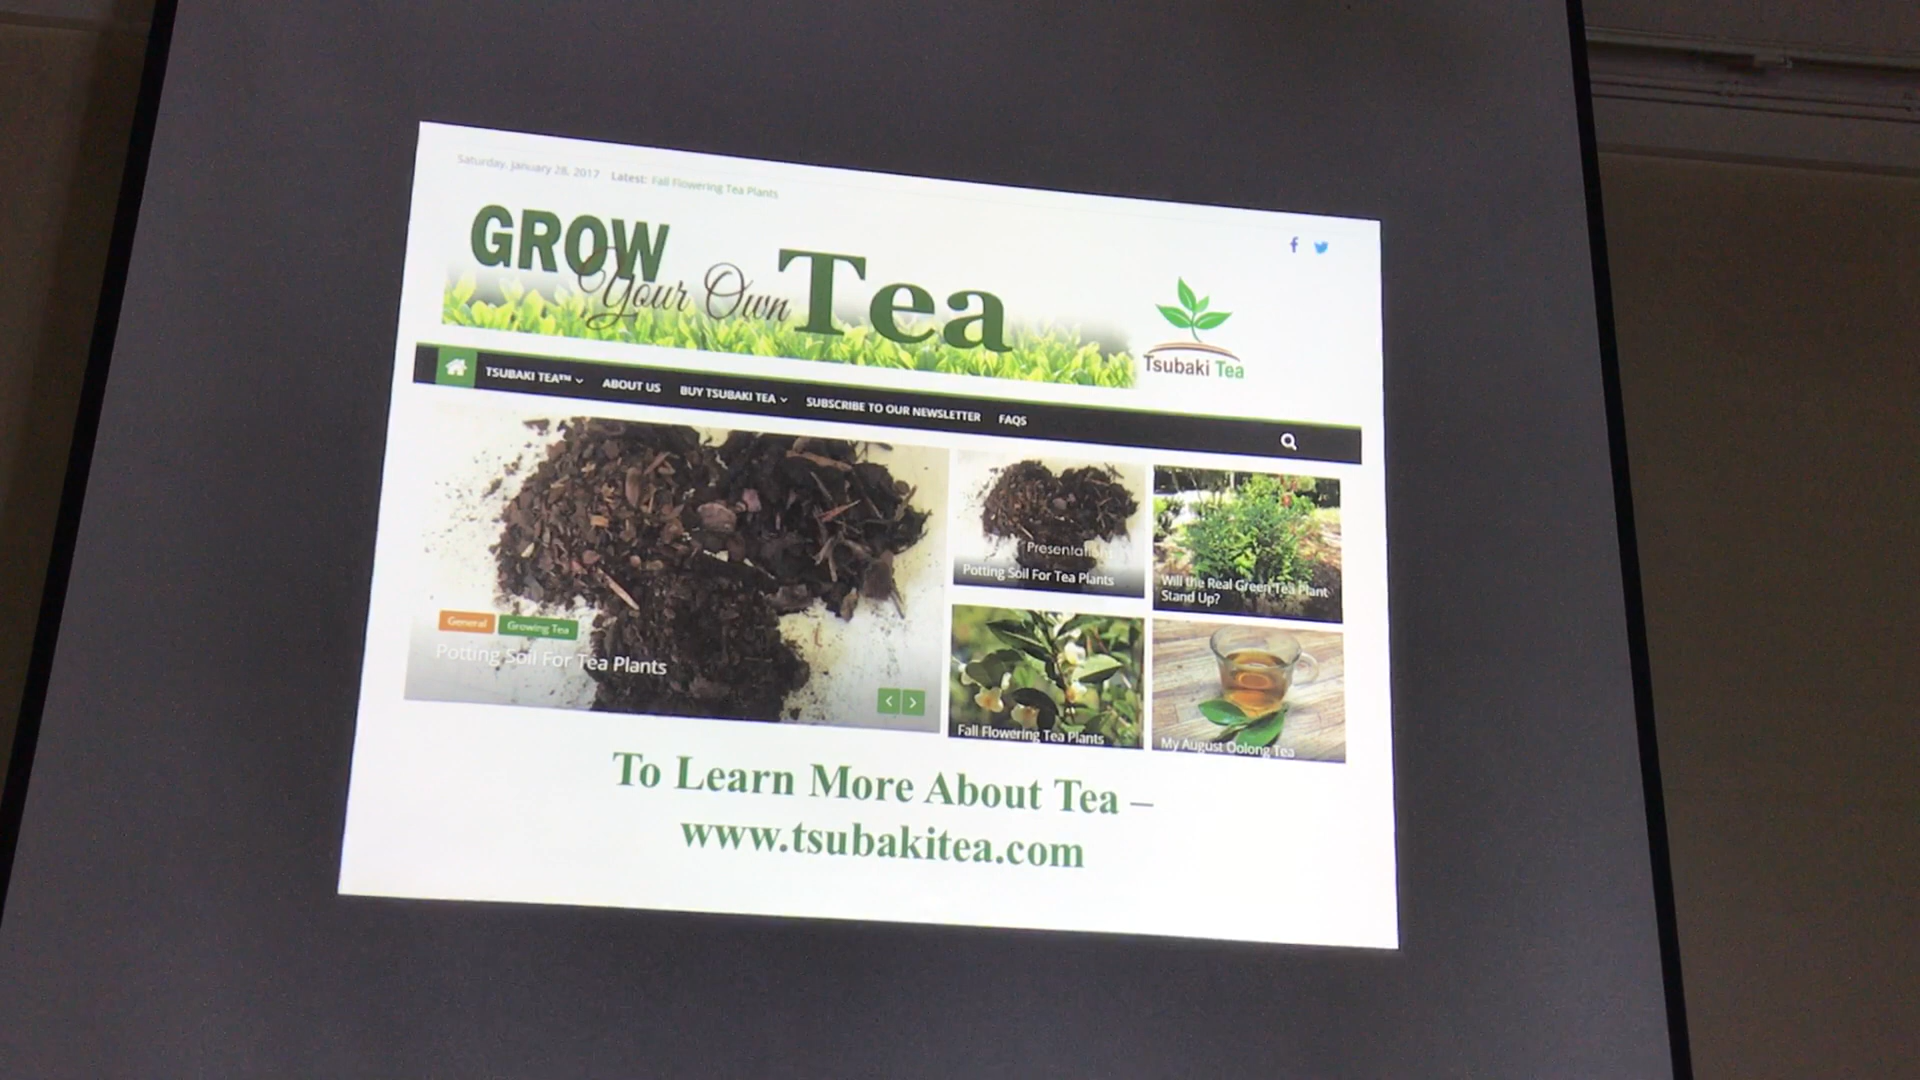 Saturday, January 28, 2017 Latest: Fall Flowering Tea Plants
GROW
Your Own
Tea
Tsubaki Tea
TSUBAKI TEA™ ABOUT US BUY TSUBAKI TEA SUBSCRIBE TO OUR NEWSLETTER FAQS
General Growing Tea
Potting Soil For Tea Plants
Presentations
Potting Soil For Tea Plants
Will the Real Green Tea Plant
Stand Up?
Fall Flowering Tea Plants
My August Oolong Tea
To Learn More About Tea –
www.tsubakitea.com